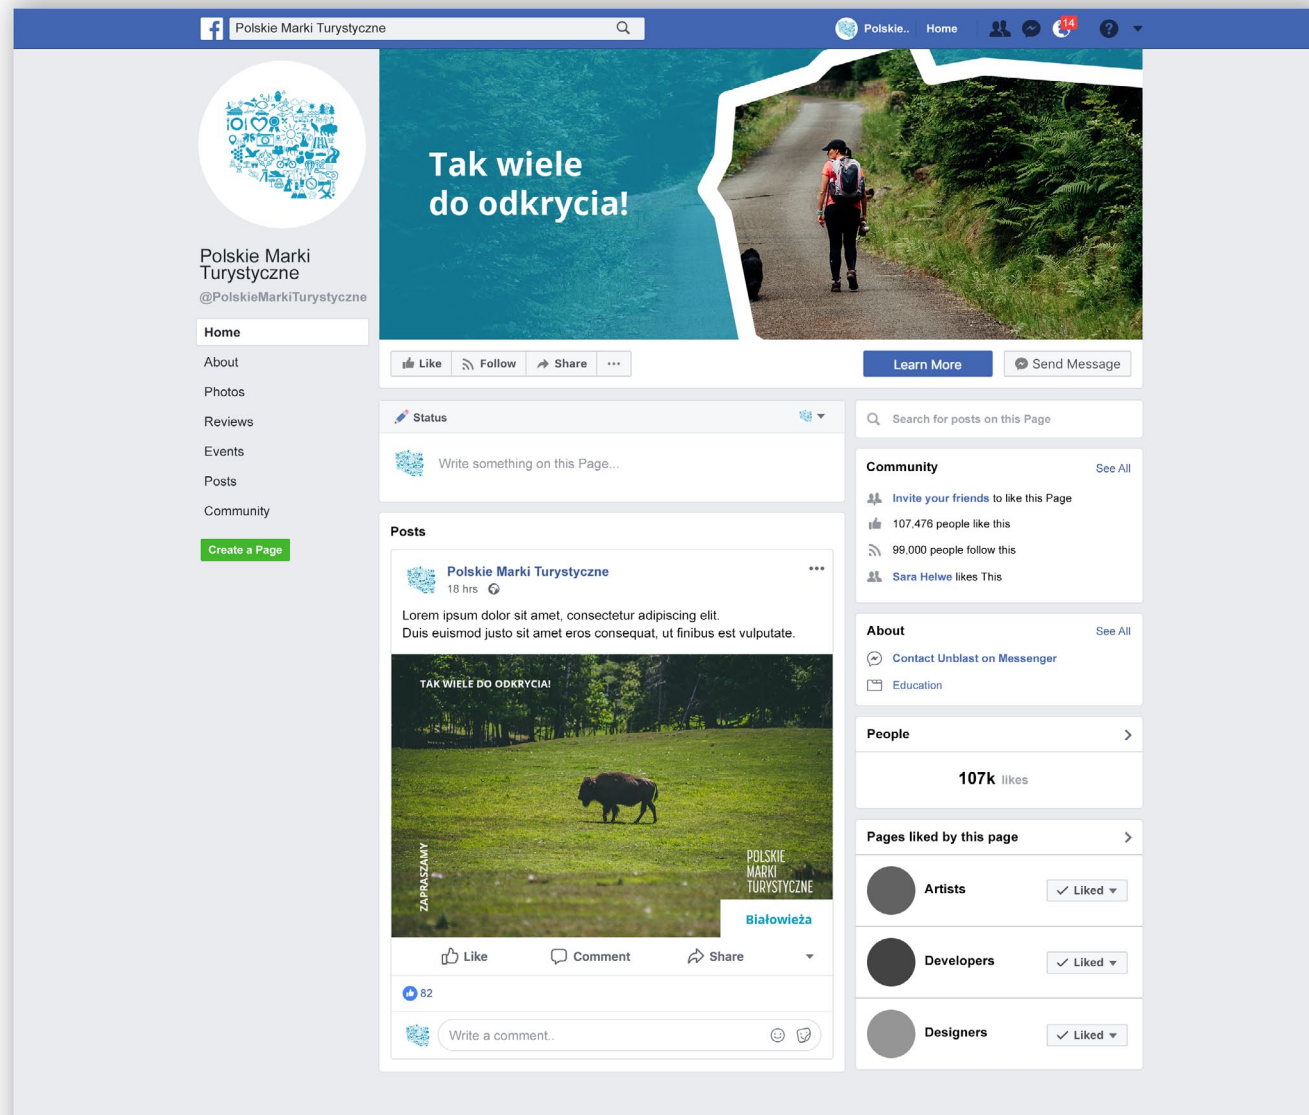 Polskie Marki Turystyczne
Polskie..
Home
14
Polskie Marki
Turystyczne
@PolskieMarkiTurystyczne
Home
About
Photos
Reviews
Events
Posts
Community
Create a Page
Tak wiele
do odkrycia!
Like
Follow
Share
Learn More
Send Message
Status
Write something on this Page...
Posts
Polskie Marki Turystyczne
18 hrs
Lorem ipsum dolor sit amet, consectetur adipiscing elit.
Duis euismod justo sit amet eros consequat, ut finibus est vulputate.
TAK WIELE DO ODKRYCIA!
ZAPRASZAMY
POLSKIE
MARKI
TURYSTYCZNE
Białowieża
Like
Comment
Share
82
Write a comment..
Search for posts on this Page
Community
See All
Invite your friends to like this Page
107,476 people like this
99,000 people follow this
Sara Helwe likes This
About
See All
Contact Unblast on Messenger
Education
People
107k likes
Pages liked by this page
Artists
Liked
Developers
Liked
Designers
Liked